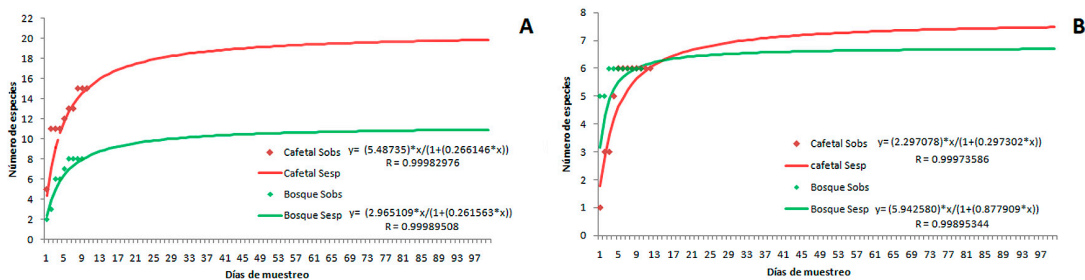 A
Número de especies
22
20
18
16
14
12
10
8
6
4
2
0
Cafetal Sobs y= (5.48735)*x/(1+(0.266146*x))
R = 0.99982976
Cafetal Sesp
Bosque Sobs
Bosque Sesp y= (2.965109*x/(1+(0.261563*x))
R = 0.99989508
1 5 9 13 17 21 25 29 33 37 41 45 49 53 57 61 65 69 73 77 81 85 89 93 97
Días de muestreo
B
Número de especies
8
7
6
5
4
3
2
1
0
Cafetal Sobs y= (2.297078)*x/(1+(0.297302*x))
R = 0.99973586
cafetal Sesp
Bosque Sobs
Bosque Sesp y= (5.942580)*x/(1+(0.877909*x))
R = 0.99895344
1 5 9 13 17 21 25 29 33 37 41 45 49 53 57 61 65 69 73 77 81 85 89 93 97
Días de muestreo